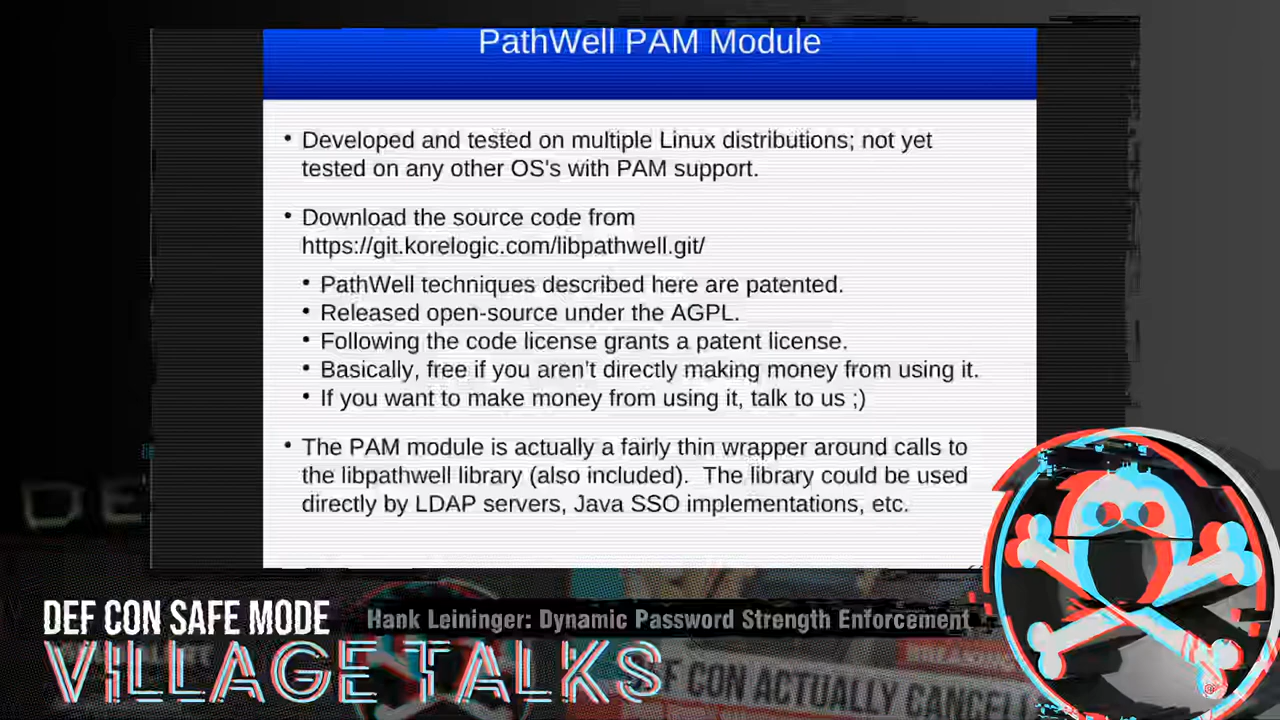 PathWell PAM Module
• Developed and tested on multiple Linux distributions; not yet
tested on any other OS's with PAM support.
• Download the source code from
https://git.korelogic.com/libpathwell.git/
• PathWell techniques described here are patented.
• Released open-source under the AGPL.
• Following the code license grants a patent license.
• Basically, free if you aren't directly making money from using it.
• If you want to make money from using it, talk to us ;)
• The PAM module is actually a fairly thin wrapper around calls to
the libpathwell library (also included). The library could be used
directly by LDAP servers, Java SSO implementations, etc.
DE
DEF CON SAFE MODE
Hank Leininger: Dynamic Password Strength Enforcement
VILLAGE TALKS
DEF CON ACTUALLY CANCELL